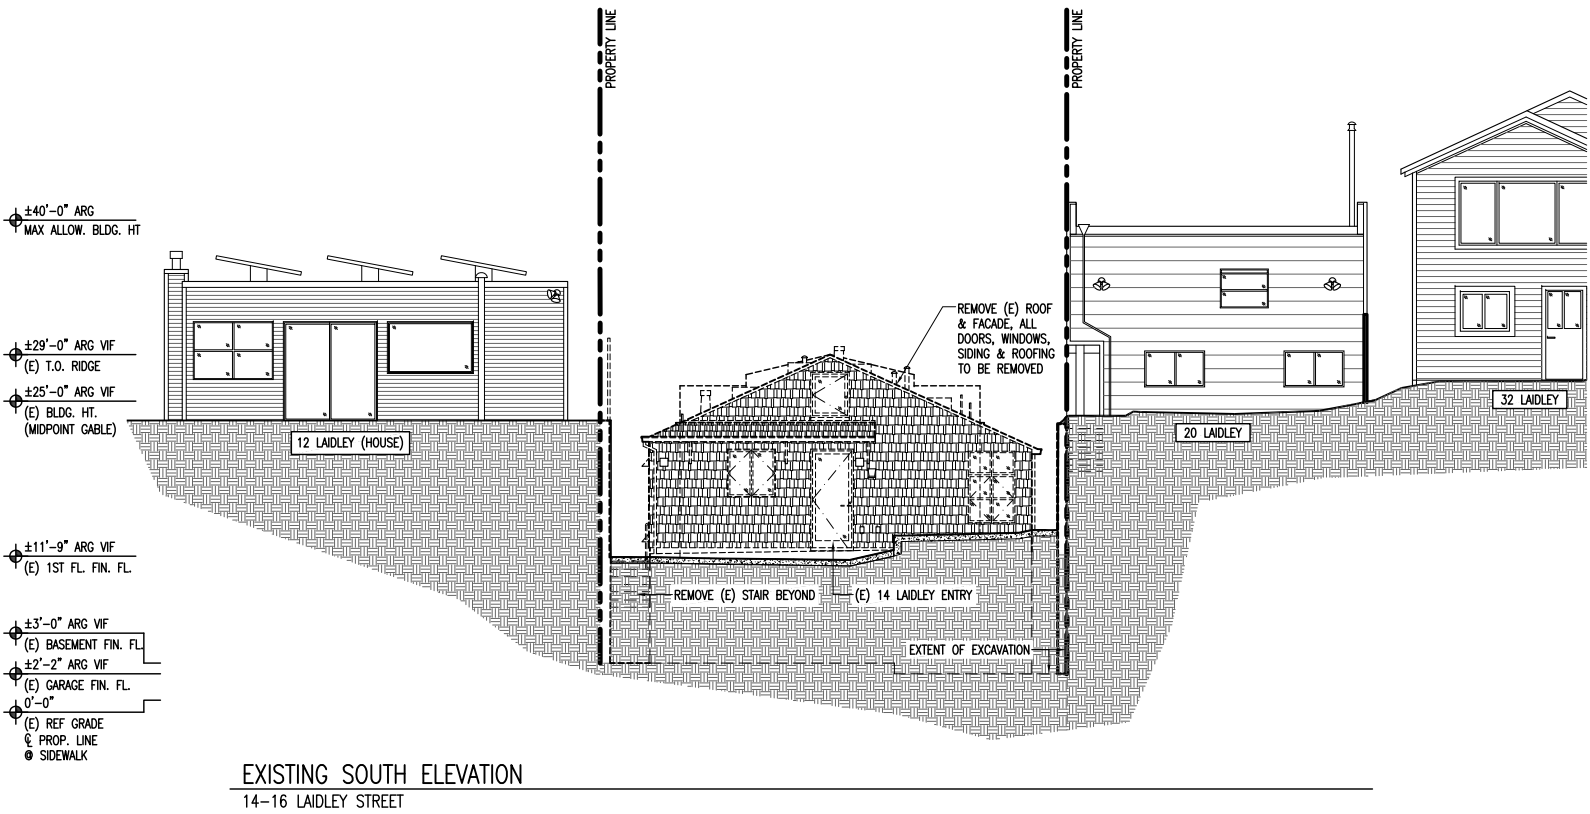 PROPERTY LINE
PROPERTY LINE
±40'-0" ARG
MAX ALLOW. BLDG. HT
±29'-0" ARG VIF
(E) T.O. RIDGE
±25'-0" ARG VIF
(E) BLDG. HT.
(MIDPOINT GABLE)
±11'-9" ARG VIF
(E) 1ST FL. FIN. FL.
±3'-0" ARG VIF
(E) BASEMENT FIN. FL.
±2'-2" ARG VIF
(E) GARAGE FIN. FL.
0'-0"
(E) REF GRADE
℄ PROP. LINE
@ SIDEWALK
12 LAIDLEY (HOUSE)
REMOVE (E) ROOF
& FACADE, ALL
DOORS, WINDOWS,
SIDING & ROOFING
TO BE REMOVED
20 LAIDLEY
32 LAIDLEY
REMOVE (E) STAIR BEYOND
(E) 14 LAIDLEY ENTRY
EXTENT OF EXCAVATION
EXISTING SOUTH ELEVATION
14-16 LAIDLEY STREET